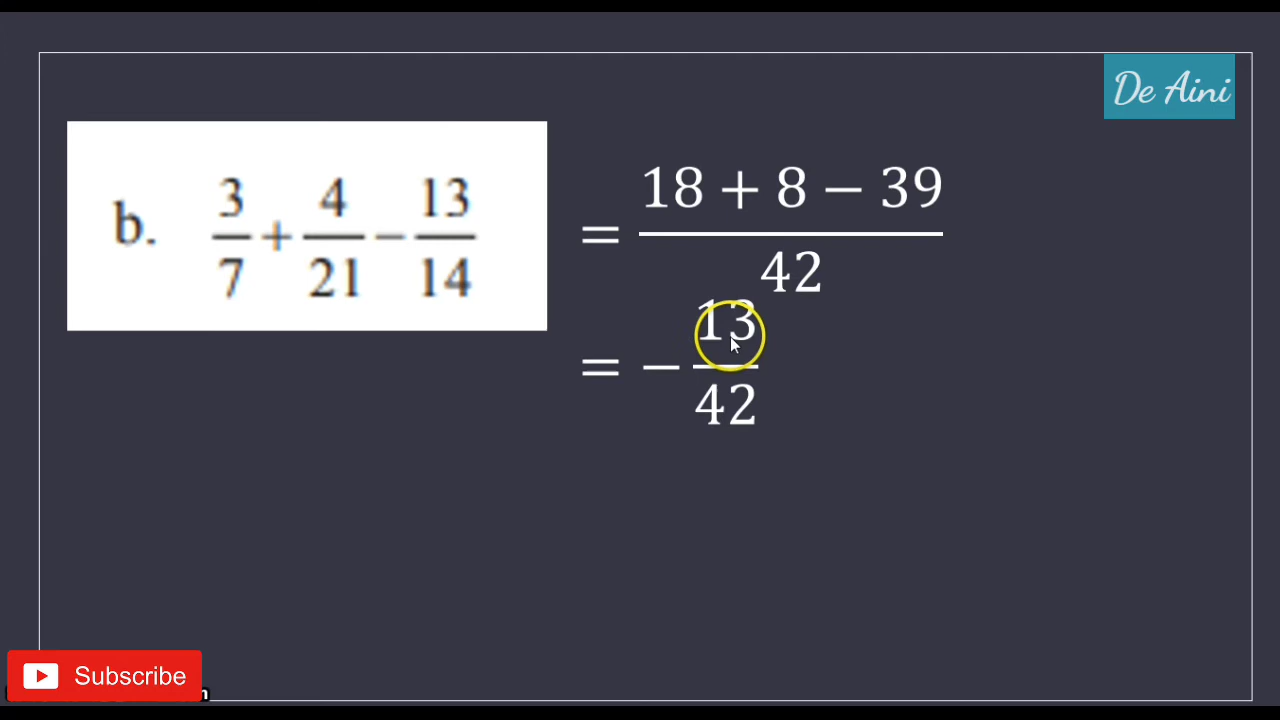 De Aini
b. 3/7 + 4/21 − 13/14
= (18 + 8 − 39)/42
= − 13/42
Subscribe